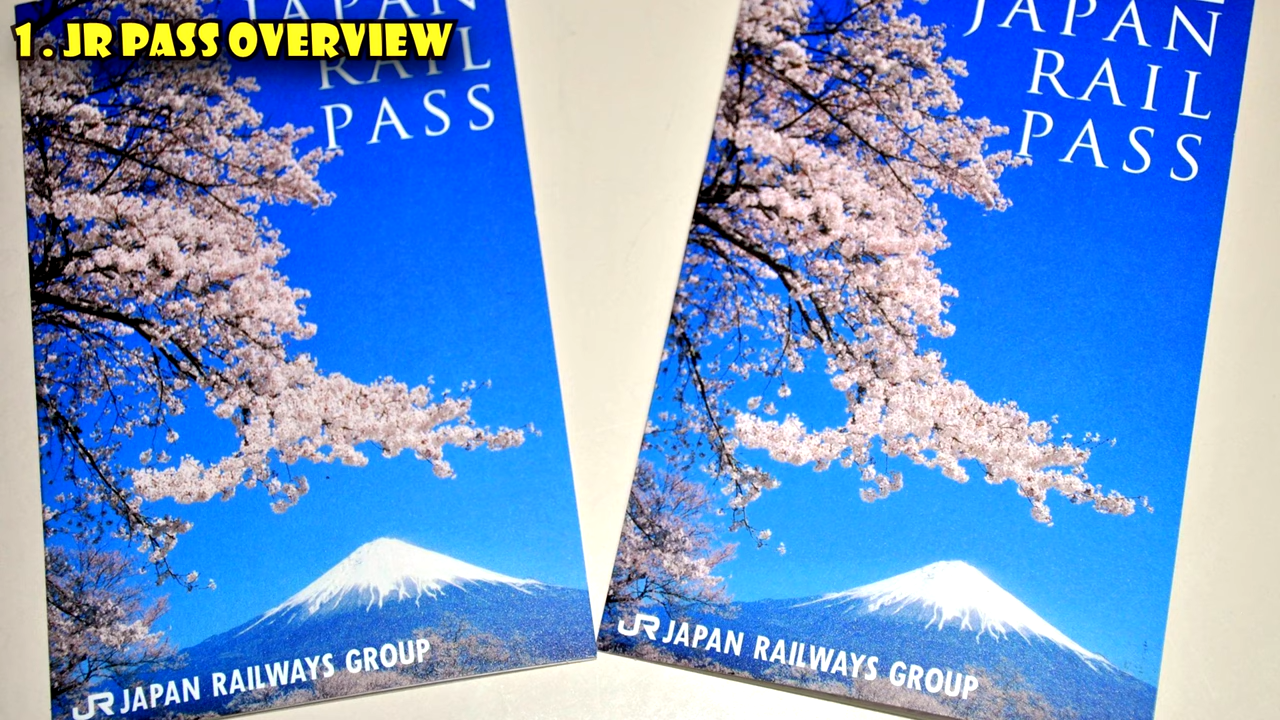 1. JR PASS OVERVIEW
JAPAN
RAIL
PASS
JR JAPAN RAILWAYS GROUP
JAPAN
RAIL
PASS
JR JAPAN RAILWAYS GROUP